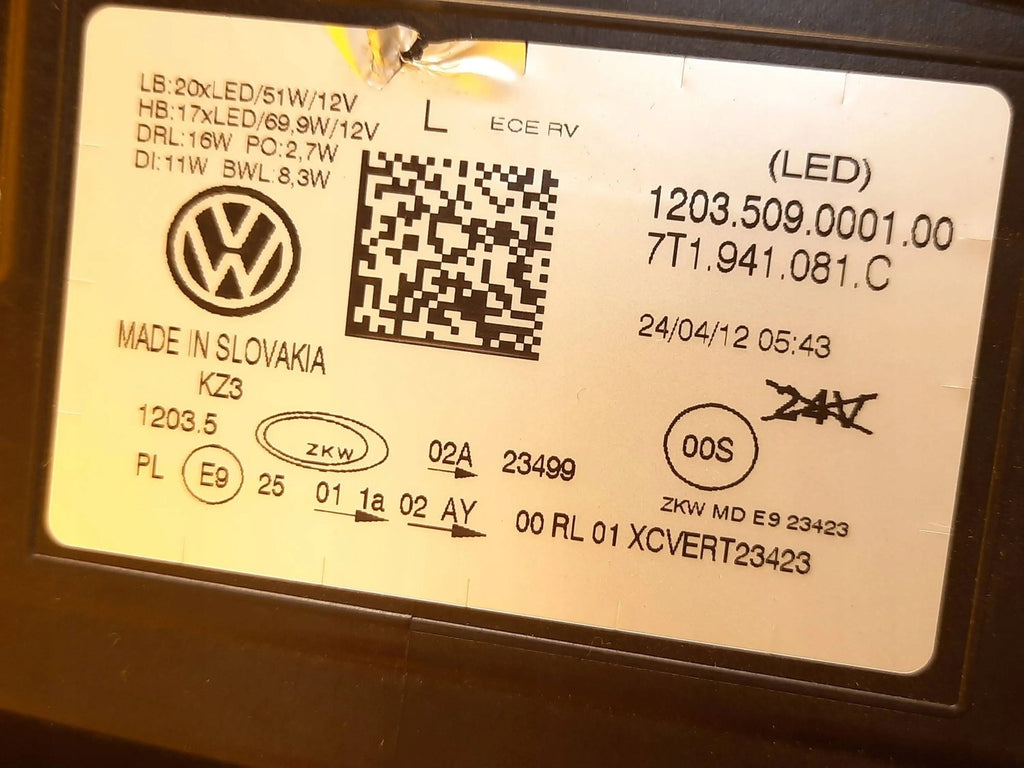 LB:20xLED/51W/12V
HB:17xLED/69,9W/12V
DRL:16W PO:2,7W
DI:11W BWL:8,3W
L ECE RV
(LED)
1203.509.0001.00
7T1.941.081.C
24/04/12 05:43
MADE IN SLOVAKIA
KZ3
1203.5
ZKW
02A 23499
00S
24V
ZKW MD E9 23423
PL E9 25 01 1a 02 AY 00 RL 01 XCVERT23423